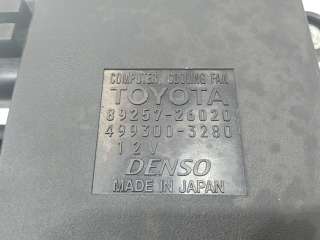 COMPUTER, COOLING FAN
TOYOTA
89257-26020
499300-3280
12V
DENSO
MADE IN JAPAN